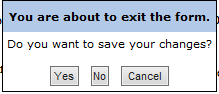 You are about to exit the form.
Do you want to save your changes?
Yes No Cancel